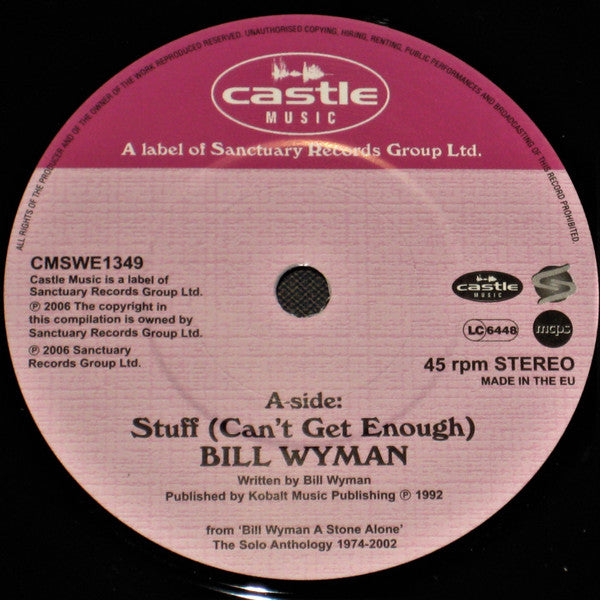 ALL RIGHTS OF THE PRODUCER AND OF THE OWNER OF THE WORK REPRODUCED RESERVED. UNAUTHORISED COPYING, HIRING, RENTING, PUBLIC PERFORMANCES AND BROADCASTING OF THIS RECORD PROHIBITED.
castle
MUSIC
A label of Sanctuary Records Group Ltd.
CMSWE1349
Castle Music is a label of
Sanctuary Records Group Ltd.
℗ 2006 The copyright in
this compilation is owned by
Sanctuary Records Group Ltd.
℗ 2006 Sanctuary
Records Group Ltd.
castle
MUSIC
LC 6448
mcps
45 rpm STEREO
MADE IN THE EU
A-side:
Stuff (Can't Get Enough)
BILL WYMAN
Written by Bill Wyman
Published by Kobalt Music Publishing ℗ 1992
from 'Bill Wyman A Stone Alone'
The Solo Anthology 1974-2002